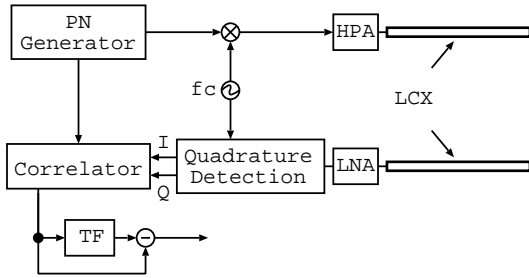 PN
Generator
HPA
fc
LCX
I
Correlator
Quadrature
Detection
LNA
Q
TF